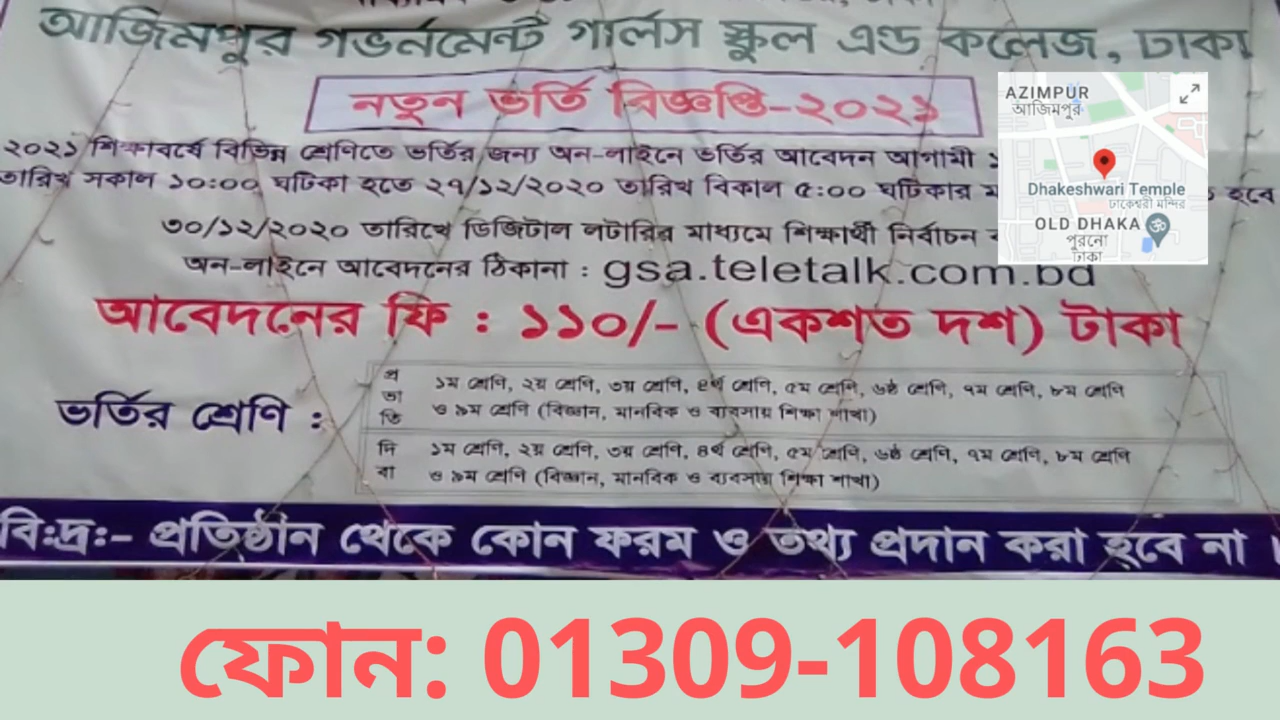 আজিমপুর গভর্নমেন্ট গার্লস স্কুল এন্ড কলেজ, ঢাকা
নতুন ভর্তি বিজ্ঞপ্তি-২০২১
২০২১ শিক্ষাবর্ষে বিভিন্ন শ্রেণিতে ভর্তির জন্য অন-লাইনে ভর্তির আবেদন আগামী
তারিখ সকাল ১০:০০ ঘটিকা হতে ২৭/১২/২০২০ তারিখ বিকাল ৫:০০ ঘটিকার হবে
৩০/১২/২০২০ তারিখে ডিজিটাল লটারির মাধ্যমে শিক্ষার্থী নির্বাচন
অন-লাইনে আবেদনের ঠিকানা : gsa.teletalk.com.bd
আবেদনের ফি : ১১০/- (একশত দশ) টাকা
ভর্তির শ্রেণি :
প্রভাতি ১ম শ্রেণি, ২য় শ্রেণি, ৩য় শ্রেণি, ৪র্থ শ্রেণি, ৫ম শ্রেণি, ৬ষ্ঠ শ্রেণি, ৭ম শ্রেণি, ৮ম শ্রেণি
ও ৯ম শ্রেণি (বিজ্ঞান, মানবিক ও ব্যবসায় শিক্ষা শাখা)
দিবা ১ম শ্রেণি, ২য় শ্রেণি, ৩য় শ্রেণি, ৪র্থ শ্রেণি, ৫ম শ্রেণি, ৬ষ্ঠ শ্রেণি, ৭ম শ্রেণি, ৮ম শ্রেণি
ও ৯ম শ্রেণি (বিজ্ঞান, মানবিক ও ব্যবসায় শিক্ষা শাখা)
বি:দ্র:- প্রতিষ্ঠান থেকে কোন ফরম ও তথ্য প্রদান করা হবে না ।
AZIMPUR
আজিমপুর
Dhakeshwari Temple
ঢাকেশ্বরী মন্দির
OLD DHAKA
পুরনো
ঢাকা
ফোন: 01309-108163